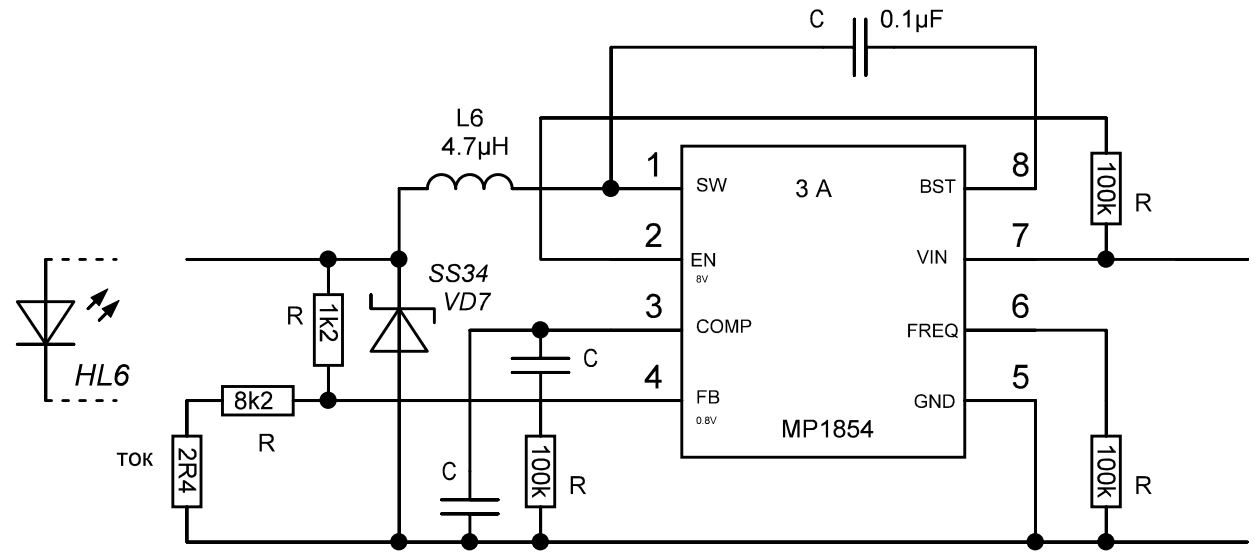 C 0.1µF
L6
4.7µH
1 SW 3 A BST 8
100k R
2 EN VIN 7
8V
SS34
VD7
R 1k2
3 COMP FREQ 6
C
HL6
4 FB GND 5
0.8V
8k2
R
MP1854
ток 2R4
C
100k R
100k R